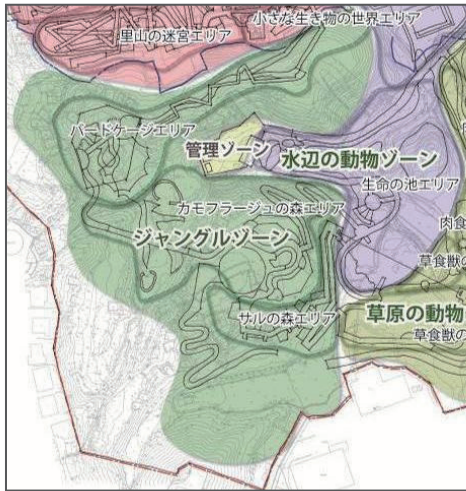 小さな生き物の世界エリア
里山の迷宮エリア
バードケージエリア
管理ゾーン
水辺の動物ゾーン
生命の池エリア
カモフラージュの森エリア
肉食
ジャングルゾーン
草食獣の
サルの森エリア
草原の動物
草食獣の